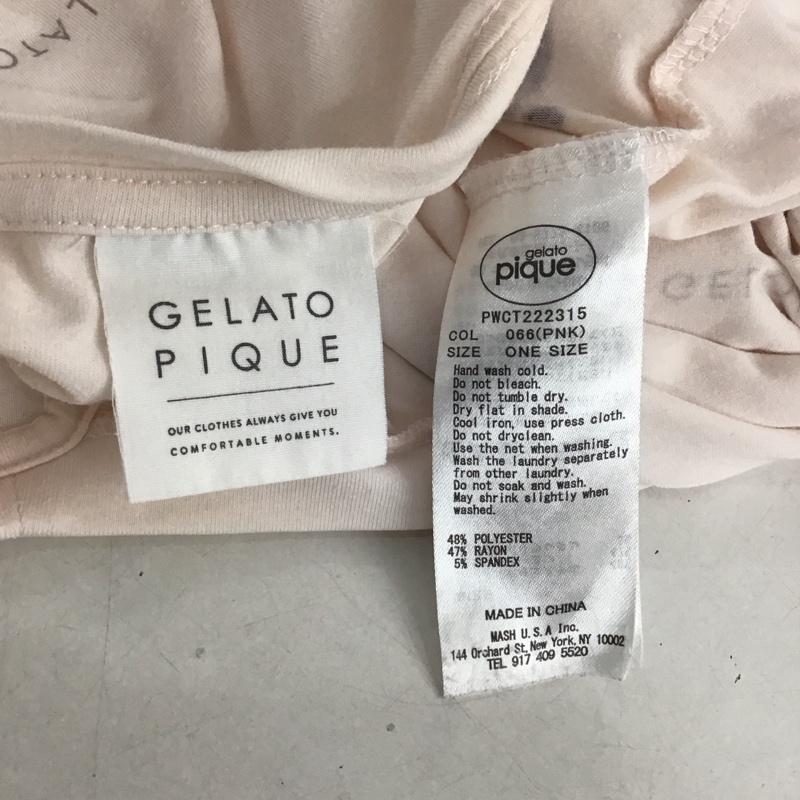 GELATO
PIQUE
OUR CLOTHES ALWAYS GIVE YOU
COMFORTABLE MOMENTS.
gelato
pique
PWCT222315
COL 066(PNK)
SIZE ONE SIZE
Hand wash cold.
Do not bleach.
Do not tumble dry.
Dry flat in shade.
Cool iron, use press cloth.
Do not dryclean.
Use the net when washing.
Wash the laundry separately
from other laundry.
Do not soak and wash.
May shrink slightly when
washed.
48% POLYESTER
47% RAYON
5% SPANDEX
MADE IN CHINA
MASH U.S.A Inc.
144 Orchard St, New York, NY 10002
TEL 917 409 5520